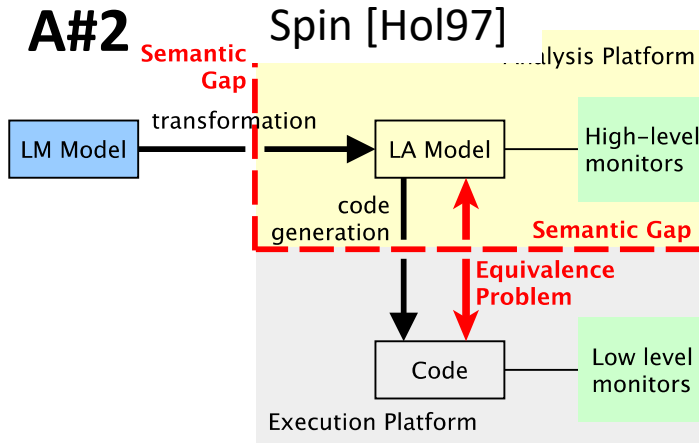 A#2
Spin [Hol97]
Semantic
Gap
Analysis Platform
transformation
LM Model
LA Model
High-level
monitors
code
generation
Semantic Gap
Equivalence
Problem
Code
Low level
monitors
Execution Platform